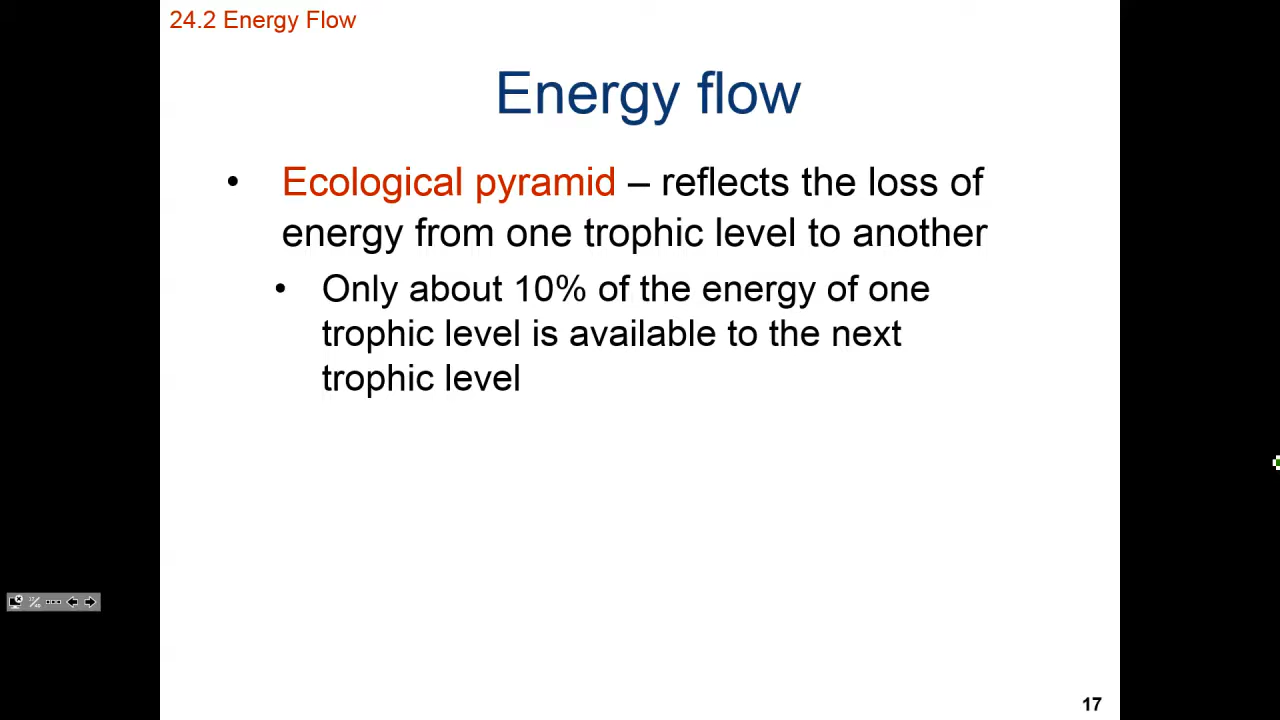 24.2 Energy Flow
Energy flow
• Ecological pyramid – reflects the loss of
energy from one trophic level to another
• Only about 10% of the energy of one
trophic level is available to the next
trophic level
17